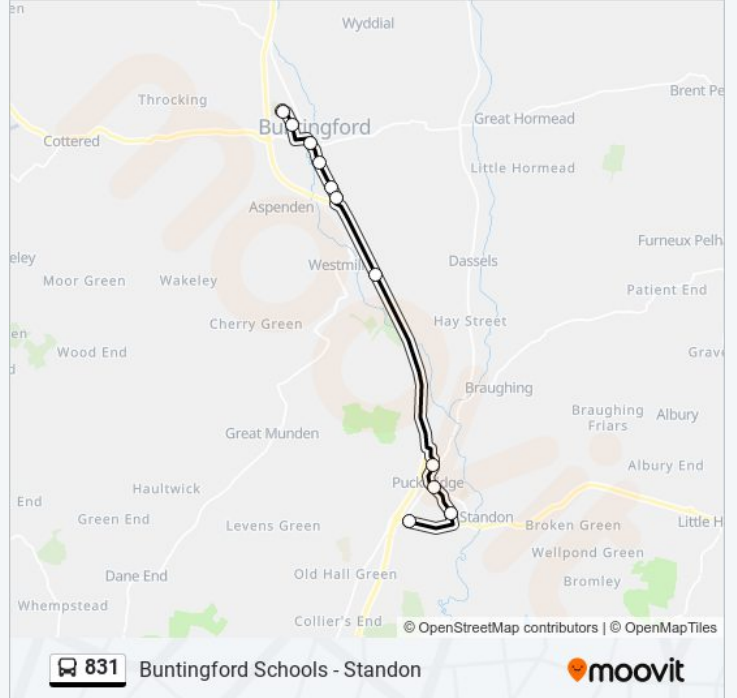 en
Wyddial
Brent Pe
Throcking
Great Hormead
Buntingford
Cottered
Little Hormead
Aspenden
Furneux Pelh
eley
Westmill
Dassels
Moor Green
Wakeley
Patient End
Cherry Green
Hay Street
en
Wood End
Grave
d
Braughing
Braughing
Friars
Albury
Great Munden
Albury End
Puckeridge
Haultwick
End
Green End
Levens Green
Standon
Broken Green
Little H
Wellpond Green
Dane End
Old Hall Green
Bromley
Whempstead
Collier's End
© OpenStreetMap contributors | © OpenMapTiles
831 Buntingford Schools - Standon
moovit